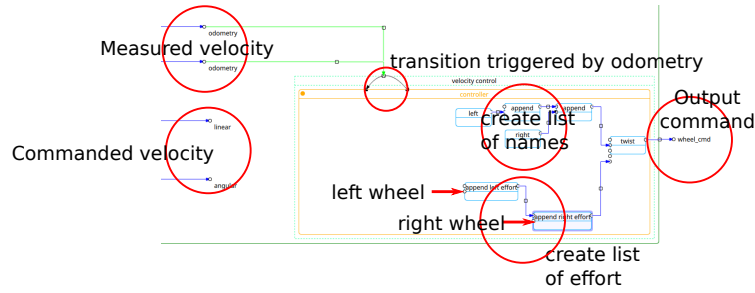 odometry
Measured velocity
odometry
transition triggered by odometry
velocity control
controller
linear
Commanded velocity
angular
left
append
append
create list
of names
right
twist
Output
command
wheel_cmd
left wheel
append left effort
right wheel
append right effort
create list
of effort